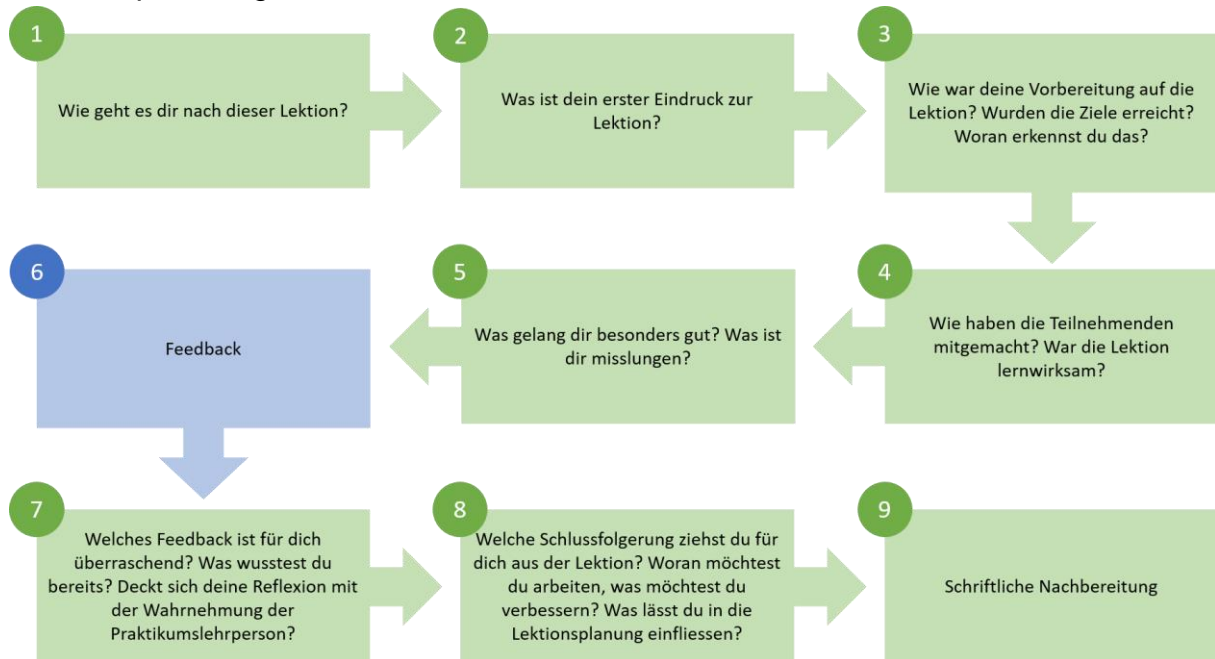 1
Wie geht es dir nach dieser Lektion?
2
Was ist dein erster Eindruck zur
Lektion?
3
Wie war deine Vorbereitung auf die
Lektion? Wurden die Ziele erreicht?
Woran erkennst du das?
4
Wie haben die Teilnehmenden
mitgemacht? War die Lektion
lernwirksam?
5
Was gelang dir besonders gut? Was ist
dir misslungen?
6
Feedback
7
Welches Feedback ist für dich
überraschend? Was wusstest du
bereits? Deckt sich deine Reflexion mit
der Wahrnehmung der
Praktikumslehrperson?
8
Welche Schlussfolgerung ziehst du für
dich aus der Lektion? Woran möchtest
du arbeiten, was möchtest du
verbessern? Was lässt du in die
Lektionsplanung einfliessen?
9
Schriftliche Nachbereitung